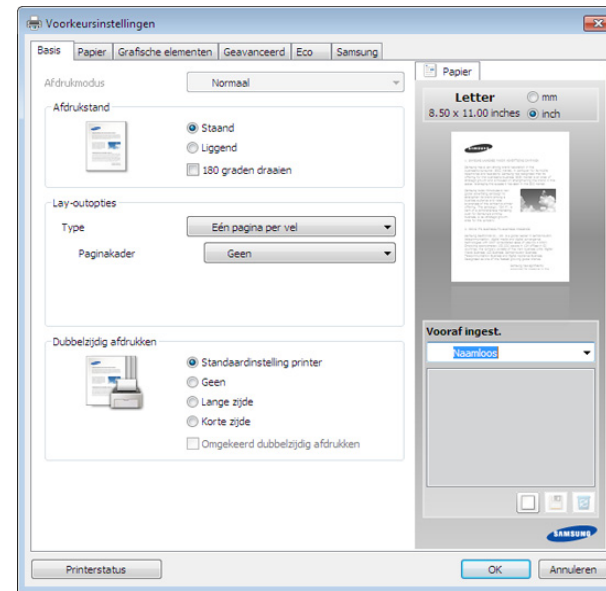 Voorkeursinstellingen
Basis Papier Grafische elementen Geavanceerd Eco Samsung
Afdrukmodus Normaal
Afdrukstand
Staand
Liggend
180 graden draaien
Lay-outopties
Type Eén pagina per vel
Paginakader Geen
Dubbelzijdig afdrukken
Standaardinstelling printer
Geen
Lange zijde
Korte zijde
Omgekeerd dubbelzijdig afdrukken
Papier
Letter mm
8.50 x 11.00 inches inch
Vooraf ingest.
Naamloos
SAMSUNG
Printerstatus OK Annuleren